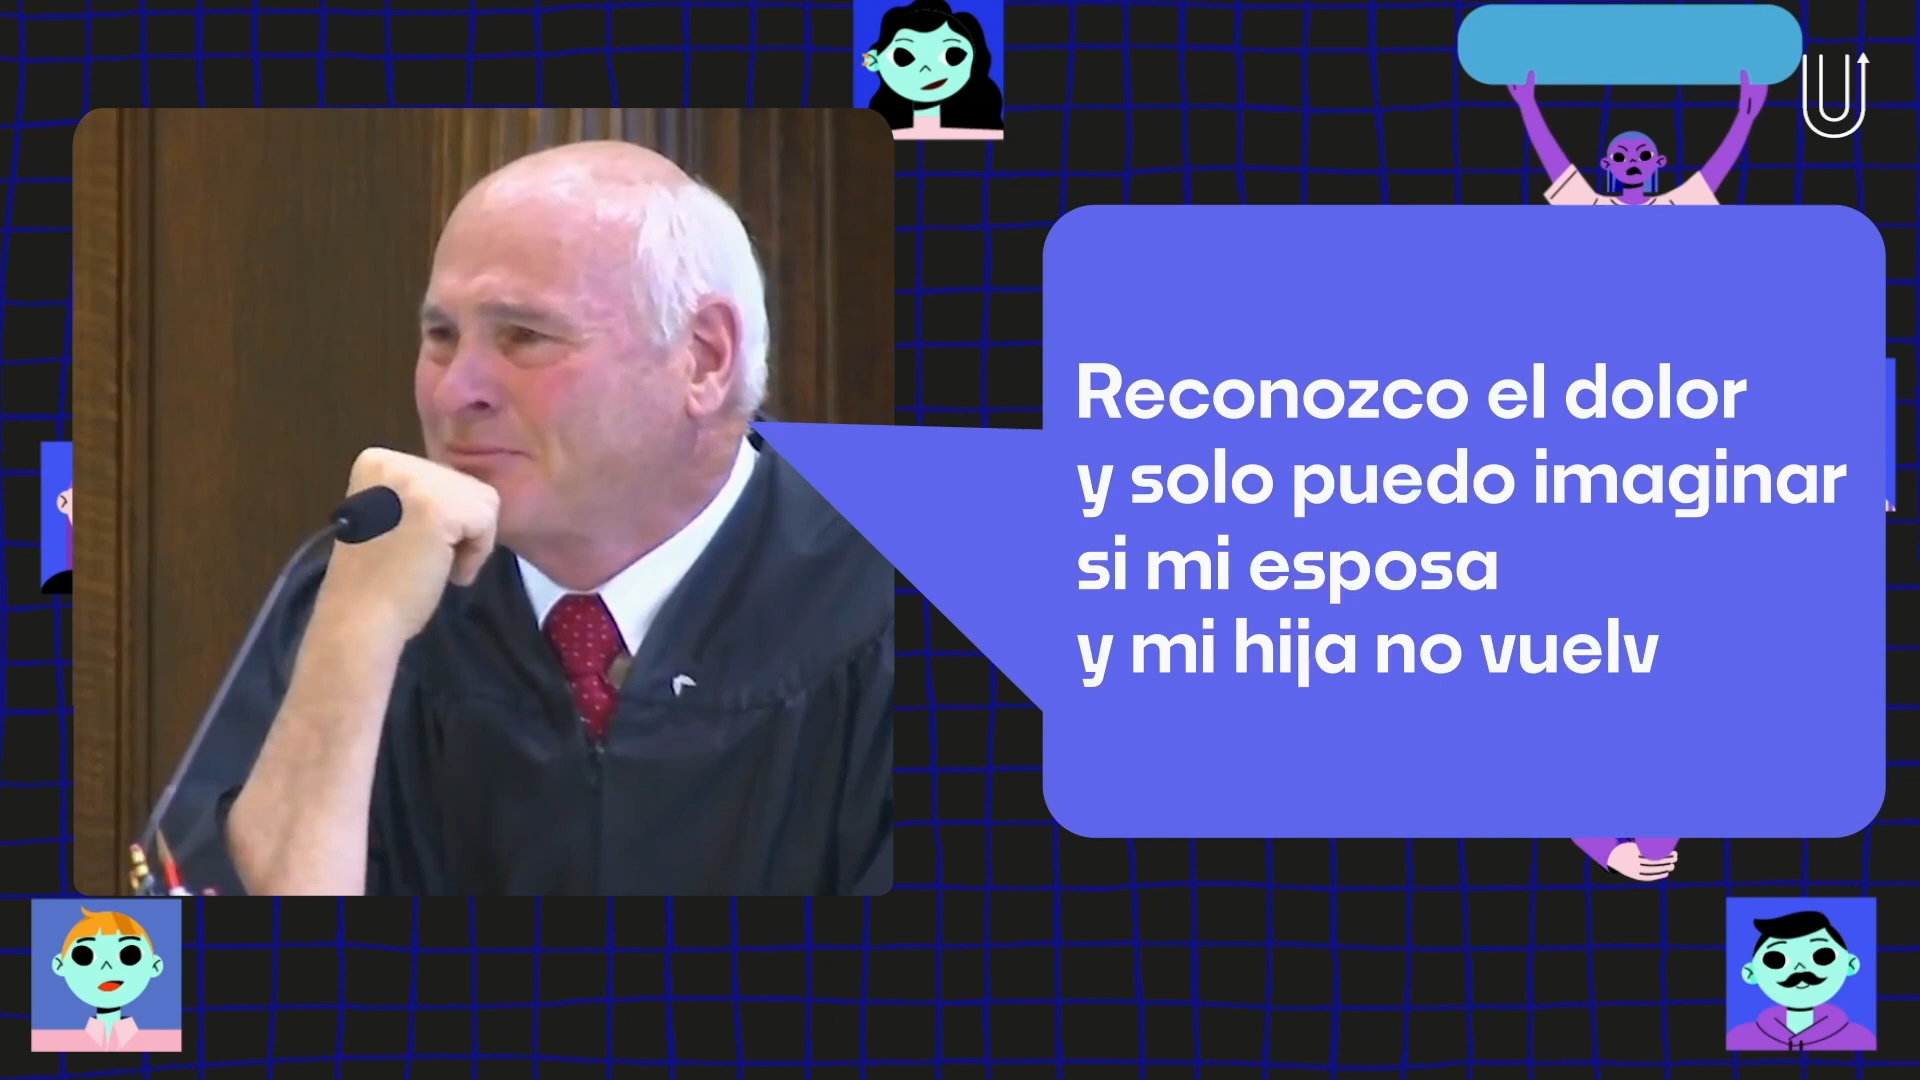 Reconozco el dolor
y solo puedo imaginar
si mi esposa
y mi hija no vuelv